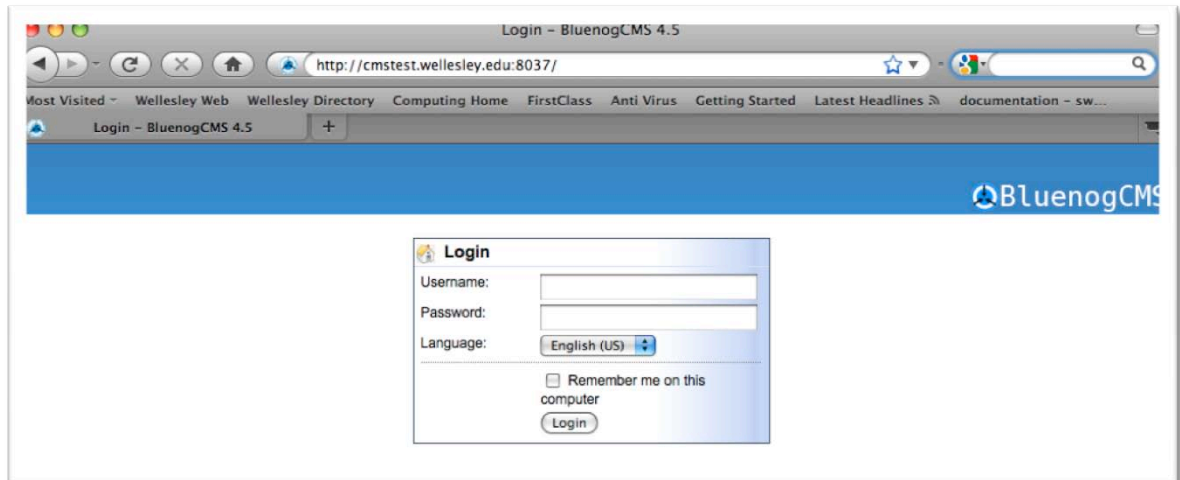 Login – BluenogCMS 4.5
http://cmstest.wellesley.edu:8037/
Most Visited Wellesley Web Wellesley Directory Computing Home FirstClass Anti Virus Getting Started Latest Headlines documentation – sw...
Login – BluenogCMS 4.5 +
BluenogCMS
Login
Username:
Password:
Language: English (US)
Remember me on this
computer
Login